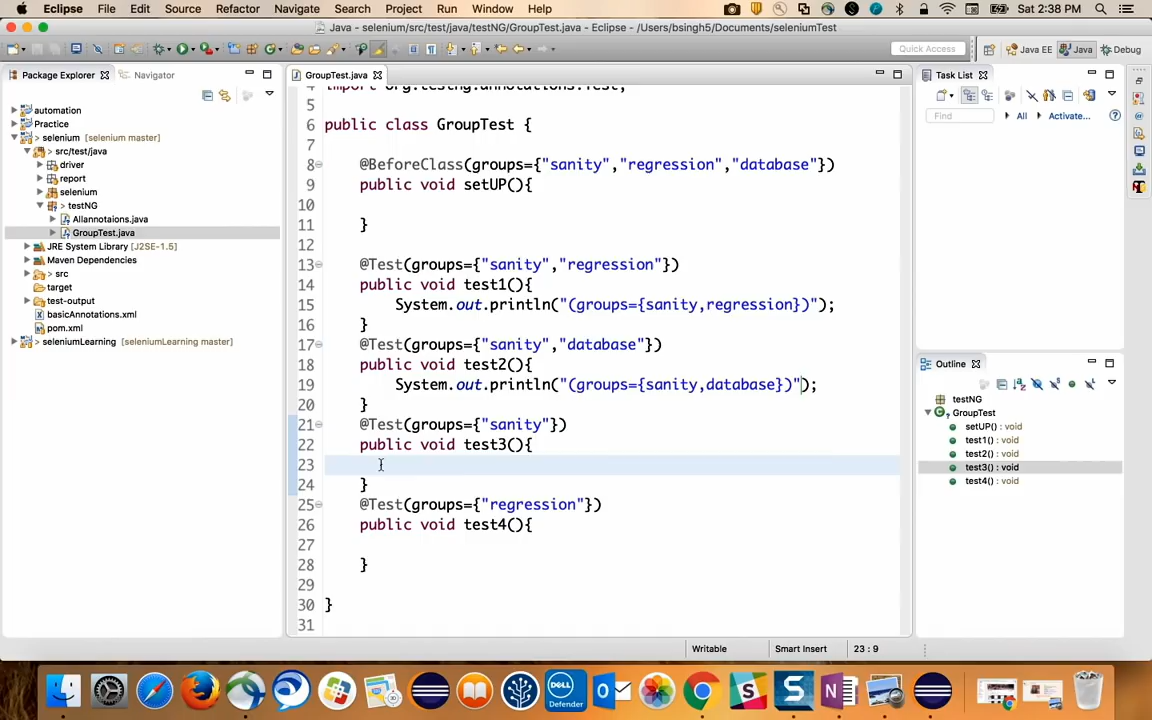 Eclipse File Edit Source Refactor Navigate Search Project Run Window Help Sat 2:38 PM
Java - selenium/src/test/java/testNG/GroupTest.java - Eclipse - /Users/bsingh5/Documents/seleniumTest
Quick Access Java EE Java Debug
Package Explorer Navigator
automation
Practice
> selenium [selenium master]
> src/test/java
driver
report
selenium
> testNG
Allannotaions.java
GroupTest.java
JRE System Library [J2SE-1.5]
Maven Dependencies
> src
target
test-output
basicAnnotations.xml
pom.xml
> seleniumLearning [seleniumLearning master]
GroupTest.java
4 import org.testng.annotations.Test;
5
6 public class GroupTest {
7
8 @BeforeClass(groups={"sanity","regression","database"})
9 public void setUP(){
10
11 }
12
13 @Test(groups={"sanity","regression"})
14 public void test1(){
15 System.out.println("(groups={sanity,regression})");
16 }
17 @Test(groups={"sanity","database"})
18 public void test2(){
19 System.out.println("(groups={sanity,database})");
20 }
21 @Test(groups={"sanity"})
22 public void test3(){
23
24 }
25 @Test(groups={"regression"})
26 public void test4(){
27
28 }
29
30 }
31
Task List
Find All Activate...
Outline
testNG
GroupTest
setUP() : void
test1() : void
test2() : void
test3() : void
test4() : void
Writable Smart Insert 23 : 9
DELL
Defender